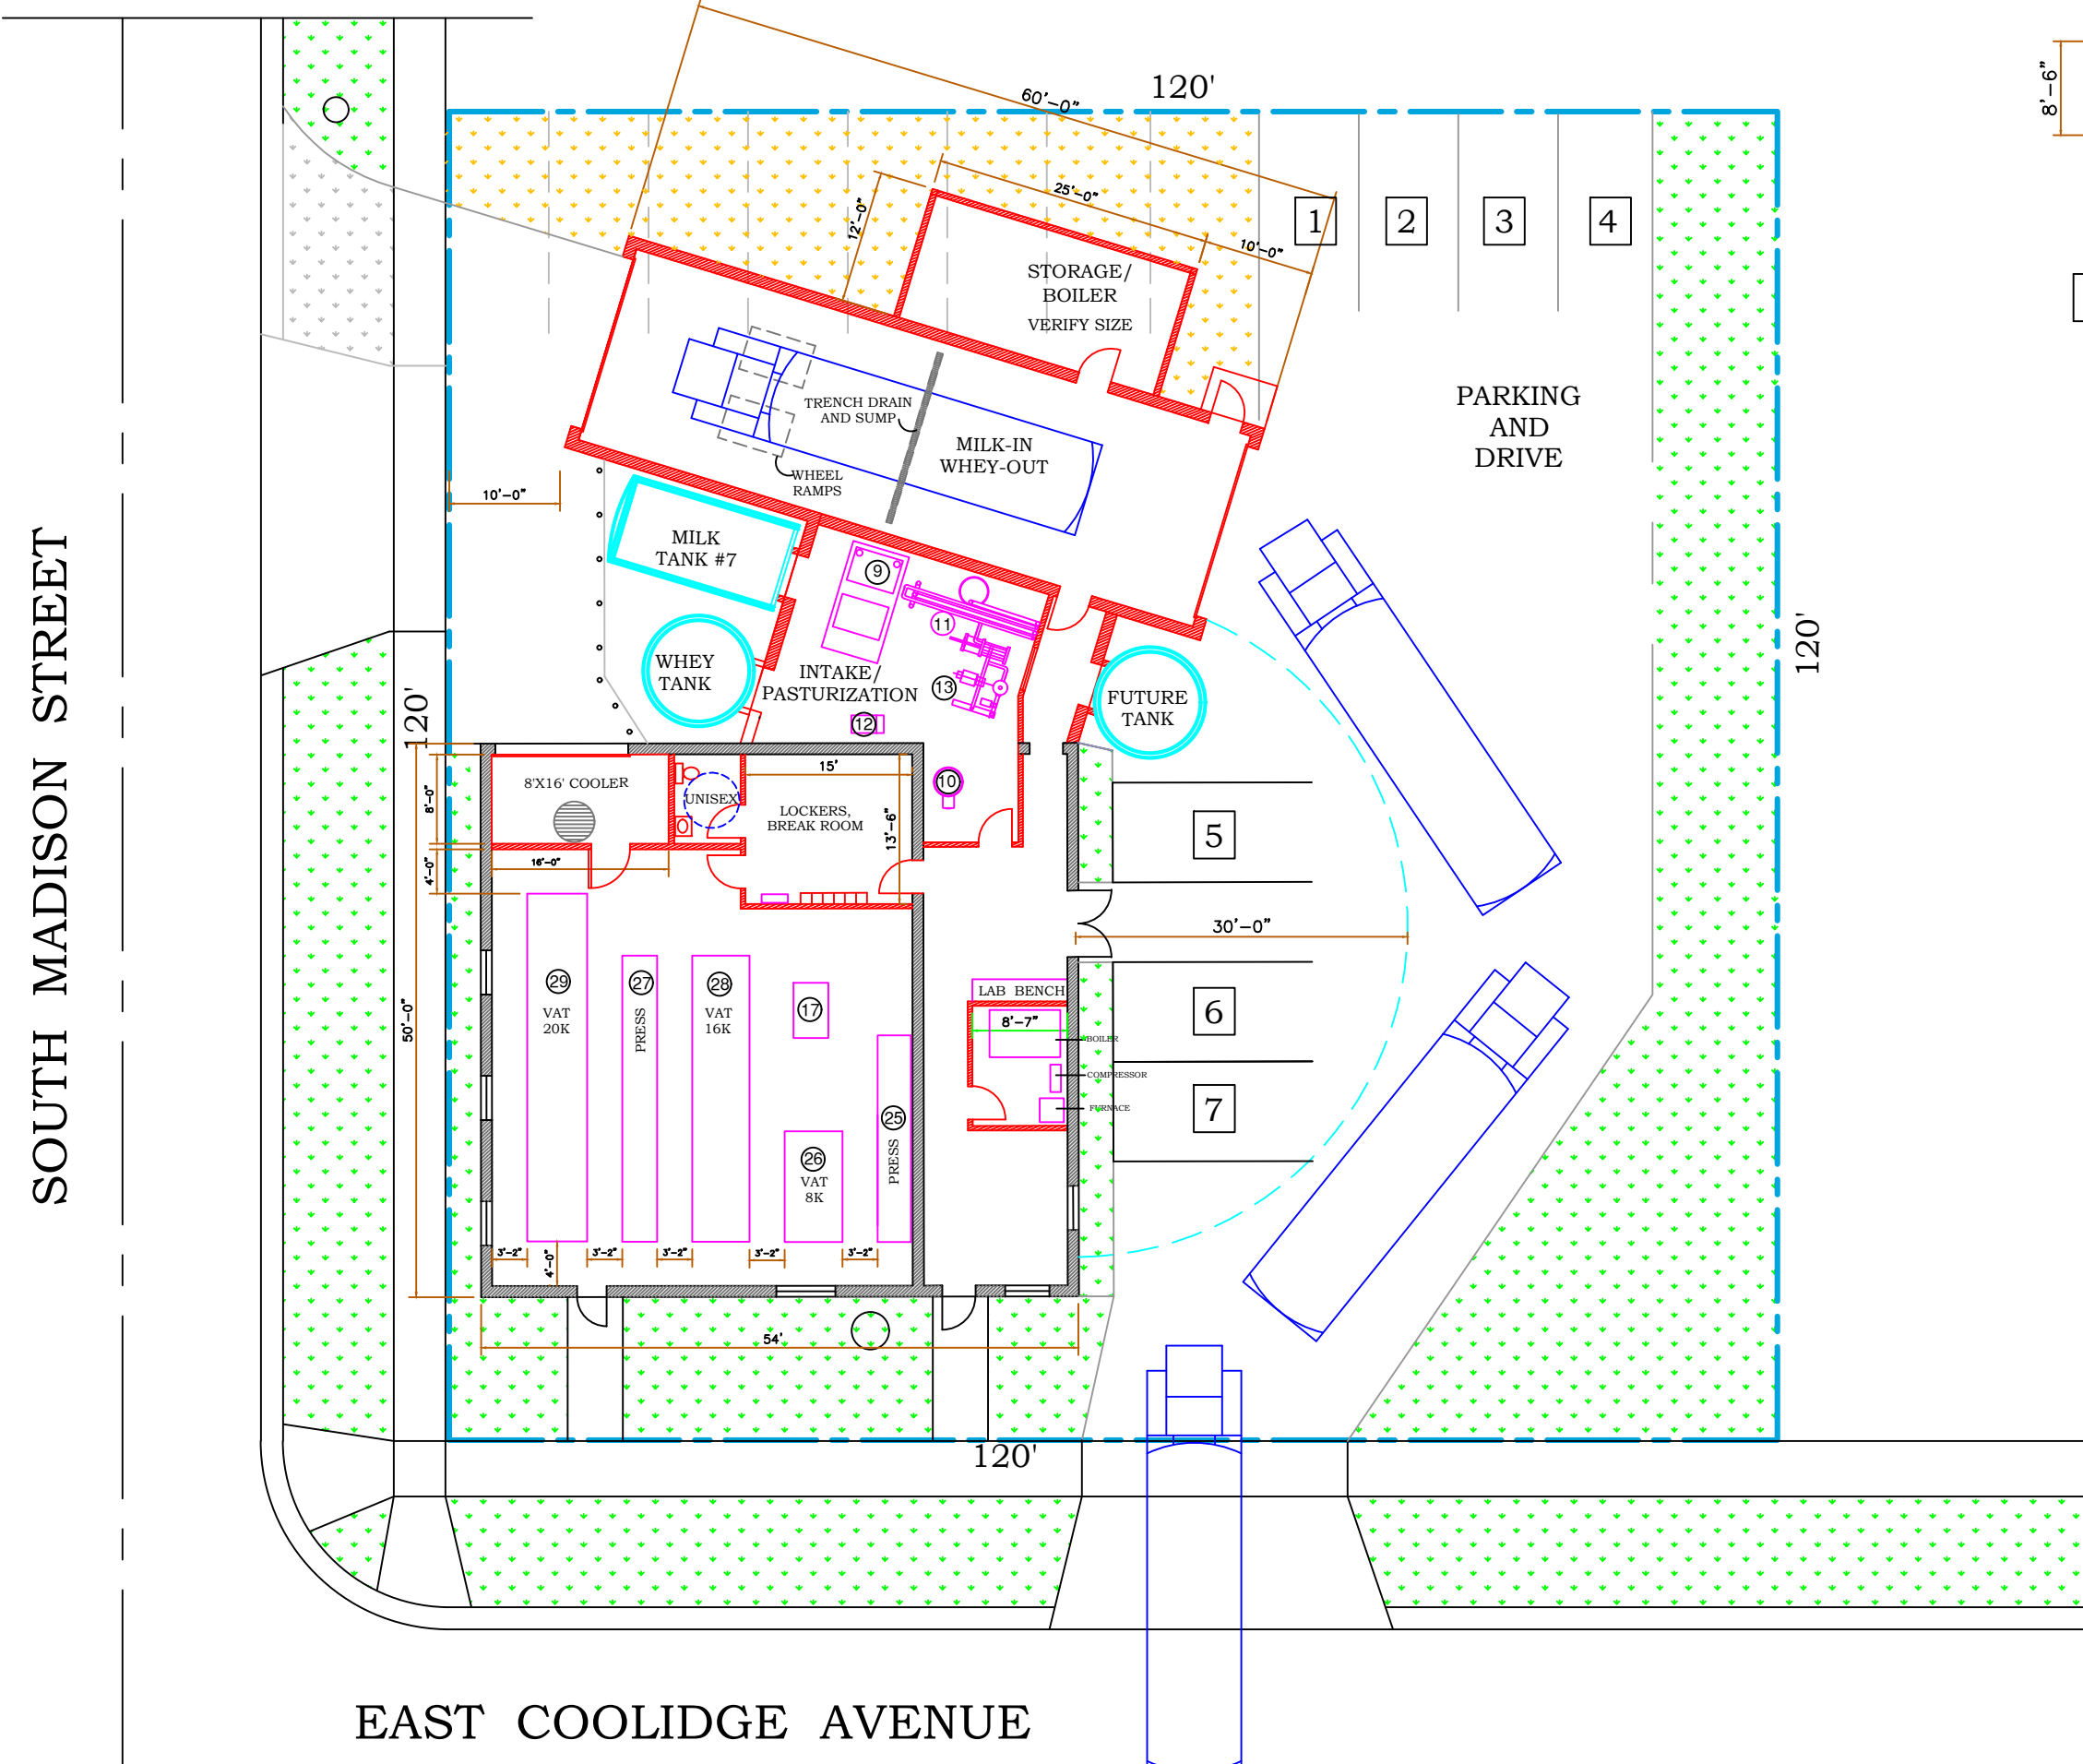 120'
60'-0"
8'-6"
25'-0"
12'-0"
10'-0"
1
2
3
4
STORAGE/
BOILER
VERIFY SIZE
TRENCH DRAIN
AND SUMP
MILK-IN
WHEY-OUT
WHEEL
RAMPS
PARKING
AND
DRIVE
10'-0"
MILK
TANK #7
9
11
WHEY
TANK
INTAKE/
PASTURIZATION
13
12
FUTURE
TANK
120'
120'
SOUTH MADISON STREET
8'X16' COOLER
UNISEX
15'
LOCKERS,
BREAK ROOM
13'-6"
10
8'-0"
4'-0"
16'-0"
50'-0"
5
30'-0"
29
VAT
20K
27
PRESS
28
VAT
16K
17
LAB BENCH
8'-7"
BOILER
COMPRESSOR
FURNACE
6
7
25
PRESS
26
VAT
8K
3'-2"
4'-0"
3'-2"
3'-2"
3'-2"
3'-2"
54'
120'
EAST COOLIDGE AVENUE